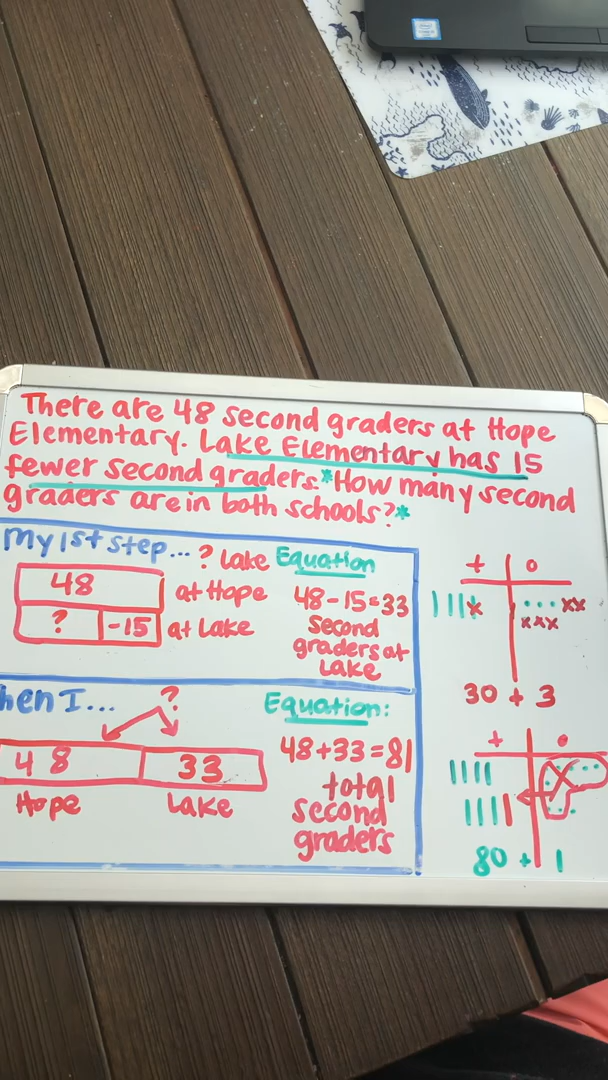 There are 48 second graders at Hope
Elementary. Lake Elementary has 15
fewer second graders.*How many second
graders are in both schools?*
My 1st step...
? Lake
48
at Hope
?
-15
at Lake
Equation
48-15=33
second
graders at
Lake
hen I...
?
48
33
Hope
Lake
Equation:
48+33=81
total
second
graders
t
o
30 + 3
t
o
80 + 1